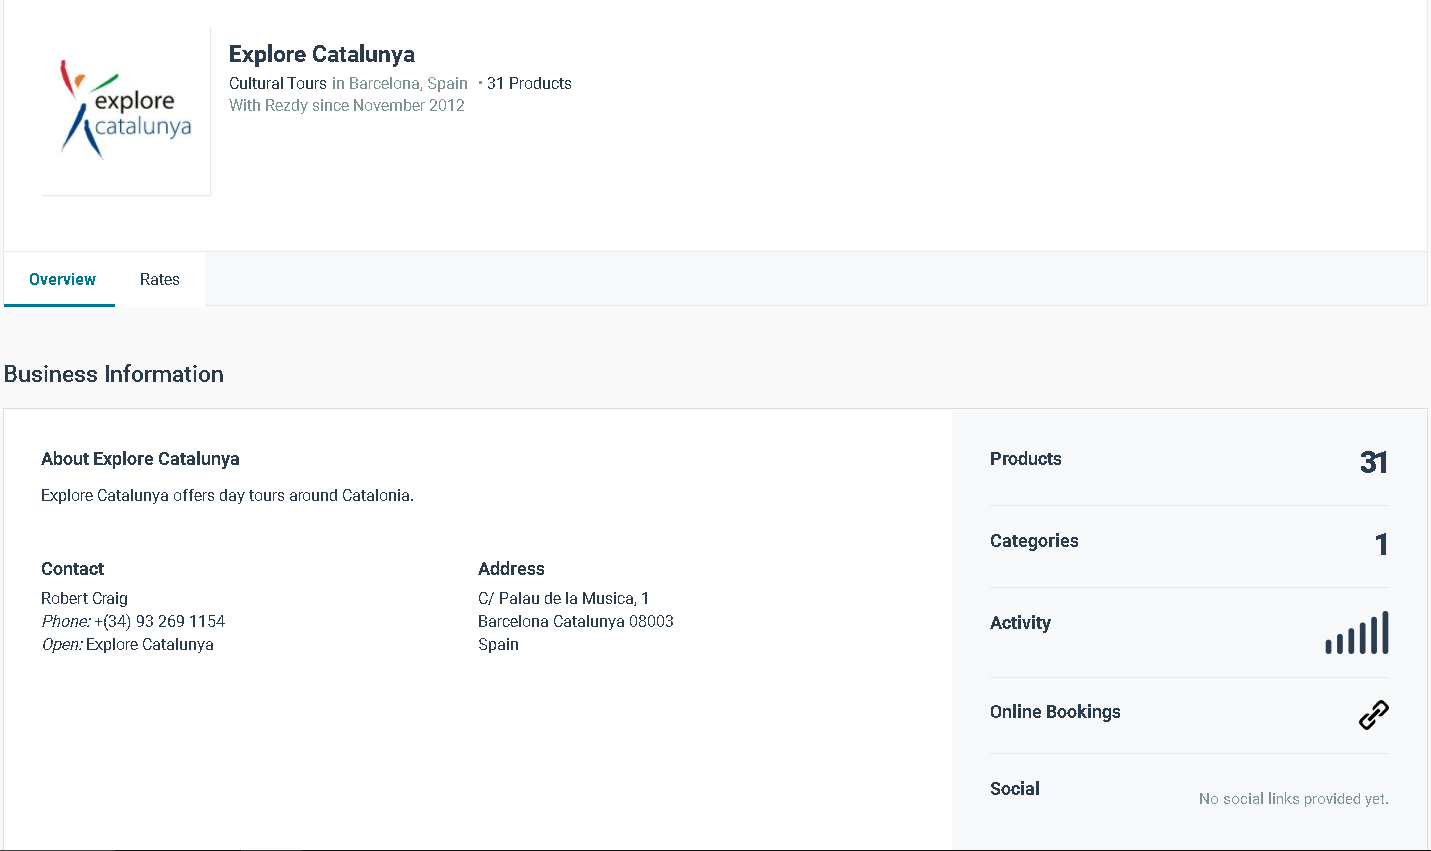 explore
catalunya
Explore Catalunya
Cultural Tours in Barcelona, Spain • 31 Products
With Rezdy since November 2012
Overview
Rates
Business Information
About Explore Catalunya
Explore Catalunya offers day tours around Catalonia.
Contact
Robert Craig
Phone: +(34) 93 269 1154
Open: Explore Catalunya
Address
C/ Palau de la Musica, 1
Barcelona Catalunya 08003
Spain
Products 31
Categories 1
Activity
Online Bookings
Social
No social links provided yet.